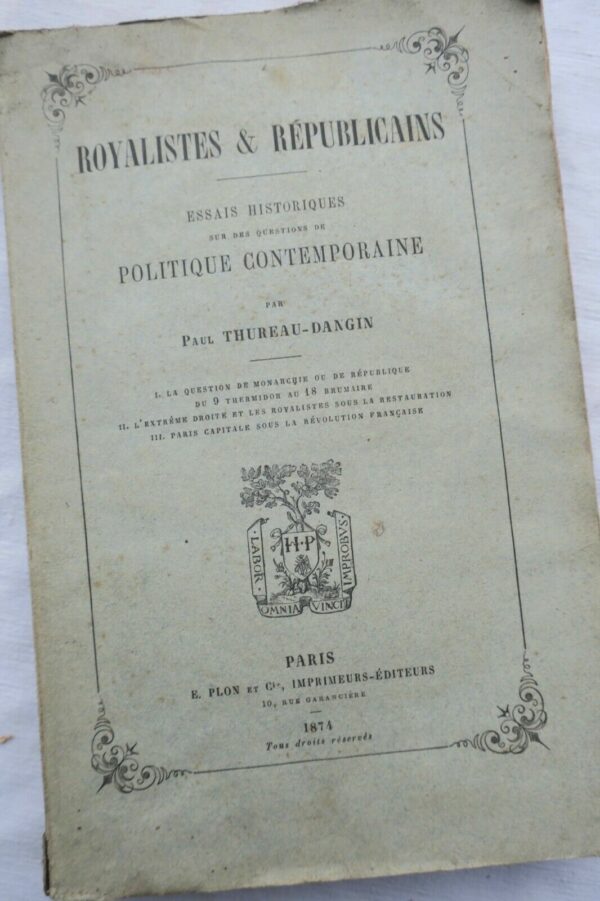 ROYALISTES & RÉPUBLICAINS
ESSAIS HISTORIQUES
SUR DES QUESTIONS DE
POLITIQUE CONTEMPORAINE
PAR
PAUL THUREAU-DANGIN
I. LA QUESTION DE MONARCHIE OU DE RÉPUBLIQUE
DU 9 THERMIDOR AU 18 BRUMAIRE
II. L'EXTRÊME DROITE ET LES ROYALISTES SOUS LA RESTAURATION
III. PARIS CAPITALE SOUS LA RÉVOLUTION FRANÇAISE
H·P
LABOR·
OMNIA VINCIT
IMPROBVS·
PARIS
E. PLON ET Cie, IMPRIMEURS-ÉDITEURS
10, RUE GARANCIÈRE
1874
Tous droits réservés